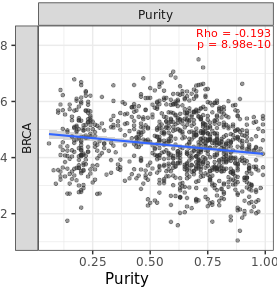 Purity
Rho = -0.193
p = 8.98e-10
8
6
4
2
BRCA
0.25
0.50
0.75
1.00
Purity